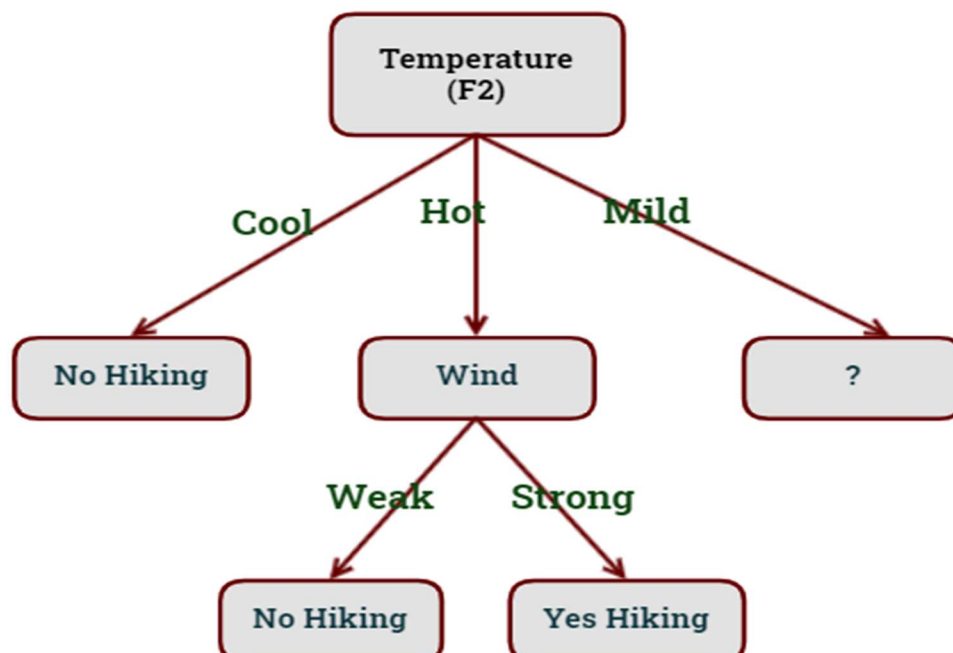 Temperature
(F2)
Cool
Hot
Mild
No Hiking
Wind
?
Weak
Strong
No Hiking
Yes Hiking